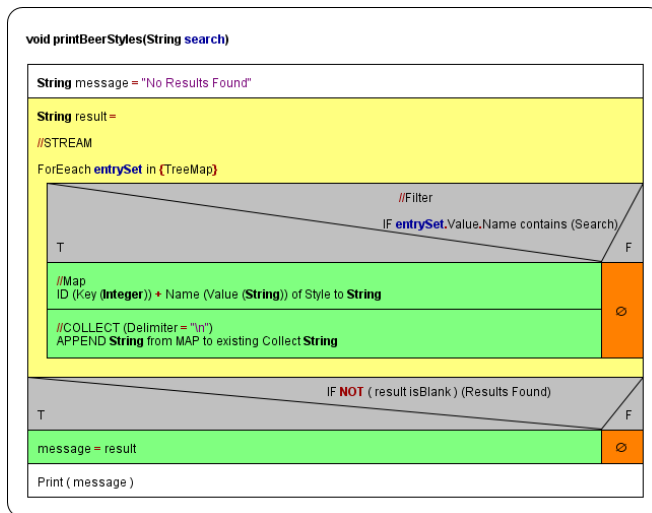 void printBeerStyles(String search)
String message = "No Results Found"
String result =
//STREAM
ForEeach entrySet in {TreeMap}
//Filter
IF entrySet.Value.Name contains (Search)
T
F
//Map
ID (Key (Integer)) + Name (Value (String)) of Style to String
∅
//COLLECT (Delimiter = "\n")
APPEND String from MAP to existing Collect String
IF NOT ( result isBlank ) (Results Found)
T
F
message = result
∅
Print ( message )